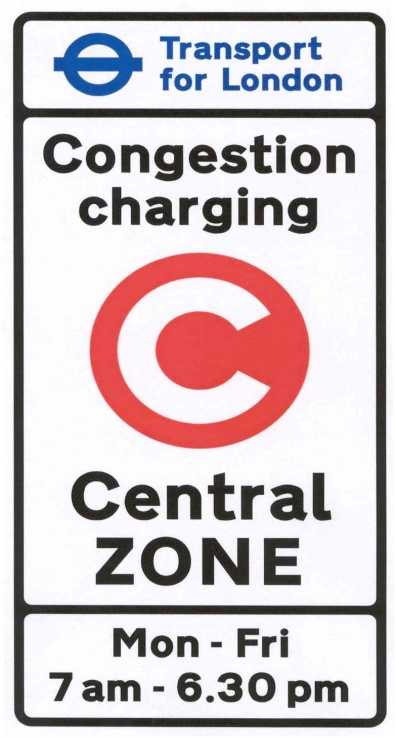 Transport
for London
Congestion
charging
C
Central
ZONE
Mon - Fri
7 am - 6.30 pm